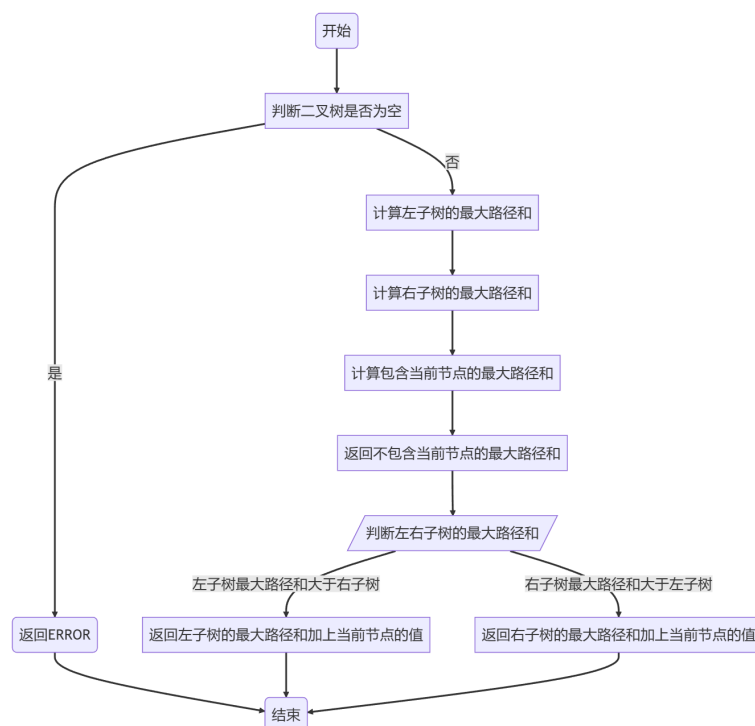 开始
判断二叉树是否为空
否
计算左子树的最大路径和
计算右子树的最大路径和
计算包含当前节点的最大路径和
是
返回不包含当前节点的最大路径和
判断左右子树的最大路径和
左子树最大路径和大于右子树
右子树最大路径和大于左子树
返回ERROR
返回左子树的最大路径和加上当前节点的值
返回右子树的最大路径和加上当前节点的值
结束